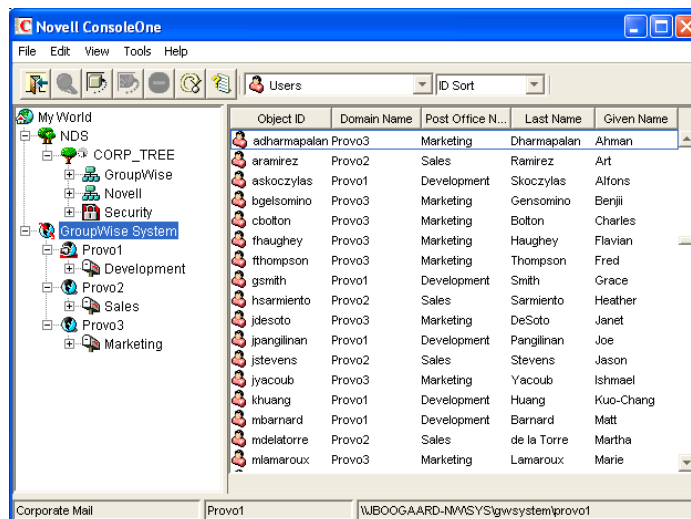 Novell ConsoleOne
File Edit View Tools Help
Users ID Sort
My World
NDS
CORP_TREE
GroupWise
Novell
Security
GroupWise System
Provo1
Development
Provo2
Sales
Provo3
Marketing
Object ID Domain Name Post Office N... Last Name Given Name
adharmapalan Provo3 Marketing Dharmapalan Ahman
aramirez Provo2 Sales Ramirez Art
askoczylas Provo1 Development Skoczylas Alfons
bgelsomino Provo3 Marketing Gensomino Benjii
cbolton Provo3 Marketing Bolton Charles
fhaughey Provo3 Marketing Haughey Flavian
fthompson Provo3 Marketing Thompson Fred
gsmith Provo1 Development Smith Grace
hsarmiento Provo2 Sales Sarmiento Heather
jdesoto Provo3 Marketing DeSoto Janet
jpangilinan Provo1 Development Pangilinan Joe
jstevens Provo2 Sales Stevens Jason
jyacoub Provo3 Marketing Yacoub Ishmael
khuang Provo1 Development Huang Kuo-Chang
mbarnard Provo1 Development Barnard Matt
mdelatorre Provo2 Sales de la Torre Martha
mlamaroux Provo3 Marketing Lamaroux Marie
Corporate Mail Provo1 \\JBOOGAARD-NW\SYS\gwsystem\provo1